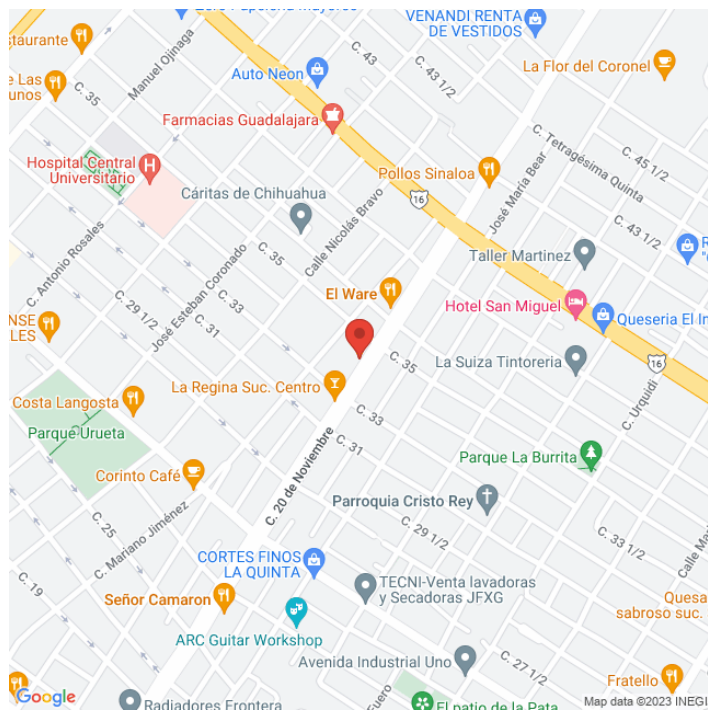 VENANDI RENTA
DE VESTIDOS
Manuel Ojinaga
C. 43
C. 43 1/2
La Flor del Coronel
Auto Neon
C. 35
Farmacias Guadalajara
C. Tetragésima Quinta
C. 45 1/2
Hospital Central
Universitario
Pollos Sinaloa
José María Bear
16
Cáritas de Chihuahua
Calle Nicolás Bravo
C. 43 1/2
C. Antonio Rosales
José Esteban Coronado
C. 35
Taller Martinez
El Ware
Hotel San Miguel
C. 29 1/2
C. 33
C. 31
Queseria El In
C. 35
La Suiza Tintoreria
16
La Regina Suc. Centro
Costa Langosta
C. 33
C. Urquidi
Parque Urueta
C. 31
Parque La Burrita
Corinto Café
C. 20 de Noviembre
Parroquia Cristo Rey
C. 25
C. Mariano Jiménez
C. 29 1/2
C. 33 1/2
CORTES FINOS
LA QUINTA
C. 19
TECNI-Venta lavadoras
y Secadoras JFXG
Señor Camaron
Quesa
sabroso suc.
ARC Guitar Workshop
Avenida Industrial Uno
C. 27 1/2
Fratello
Google
Radiadores Frontera
El patio de la Pata
Map data ©2023 INEGI